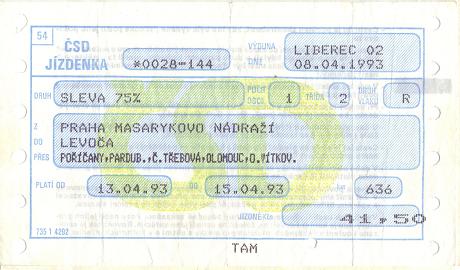 54 ČSD VYDÁNA LIBEREC 02
JÍZDENKA *0028-144 DNE 08.04.1993
DRUH SLEVA 75% POČET OSOB 1 TŘÍDA 2 DRUH VLAKU R
Z PRAHA MASARYKOVO NÁDRAŽÍ
DO LEVOČA
PŘES POŘÍČANY,PARDUB.,Č.TŘEBOVÁ,OLOMOUC,O.VÍTKOV.
PLATÍ OD 13.04.93 DO 15.04.93 km 636
JÍZDNÉ Kčs 41,50
735 1 4202
TAM